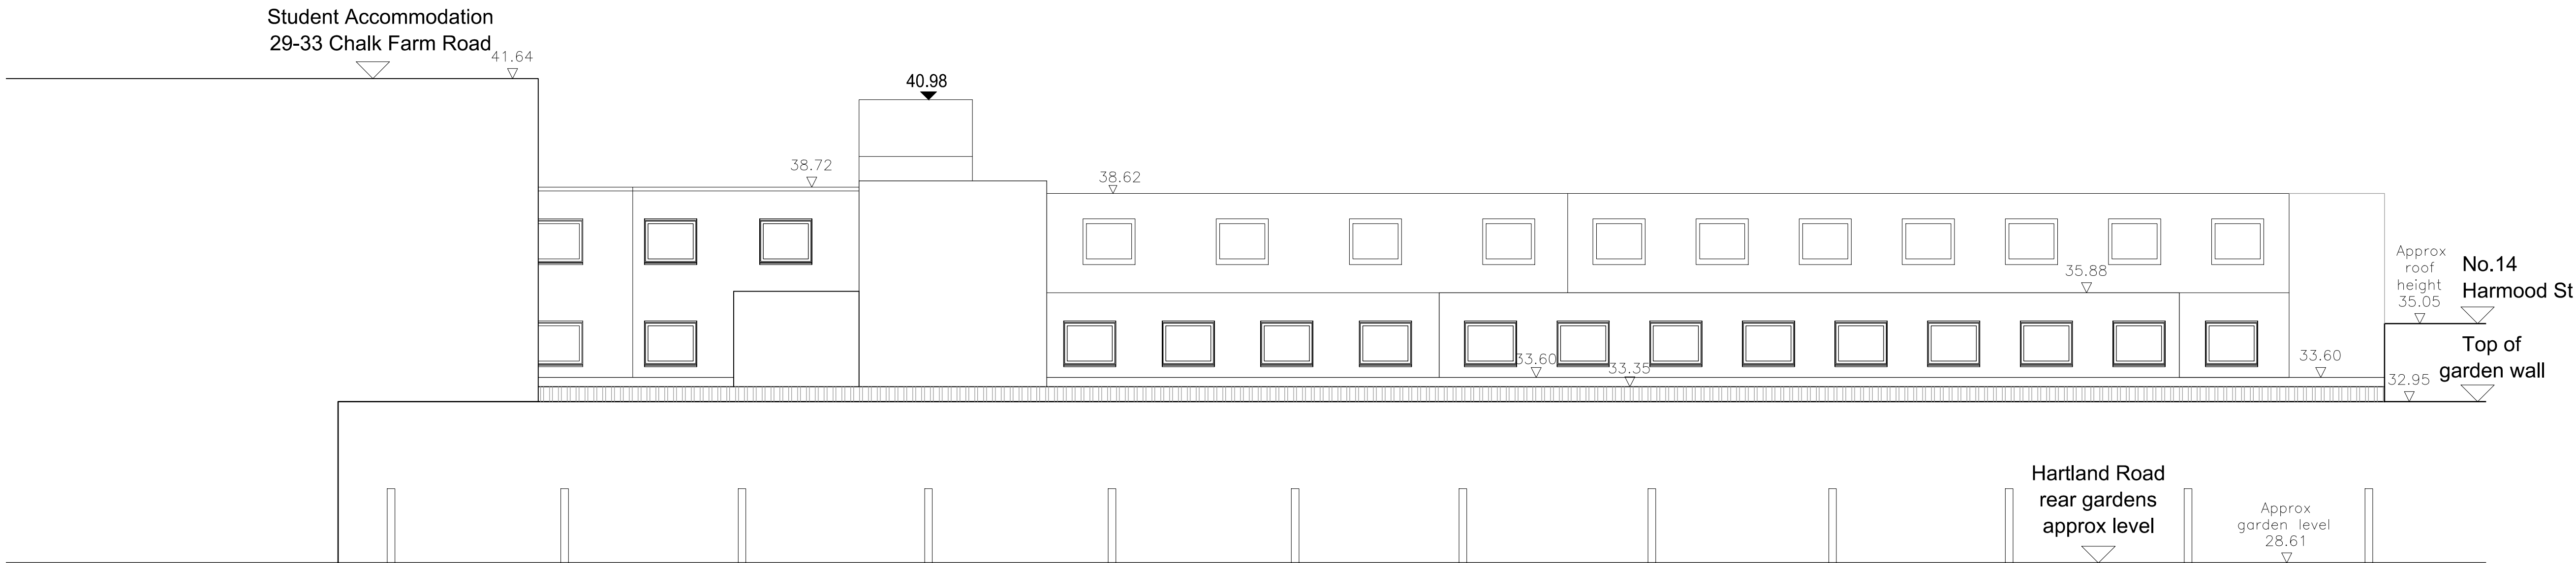 Student Accommodation
29-33 Chalk Farm Road
41.64
40.98
38.72
38.62
35.88
Approx
roof
height
35.05
No.14
Harmood St
33.60
33.35
33.60
Top of
garden wall
32.95
Hartland Road
rear gardens
approx level
Approx
garden level
28.61